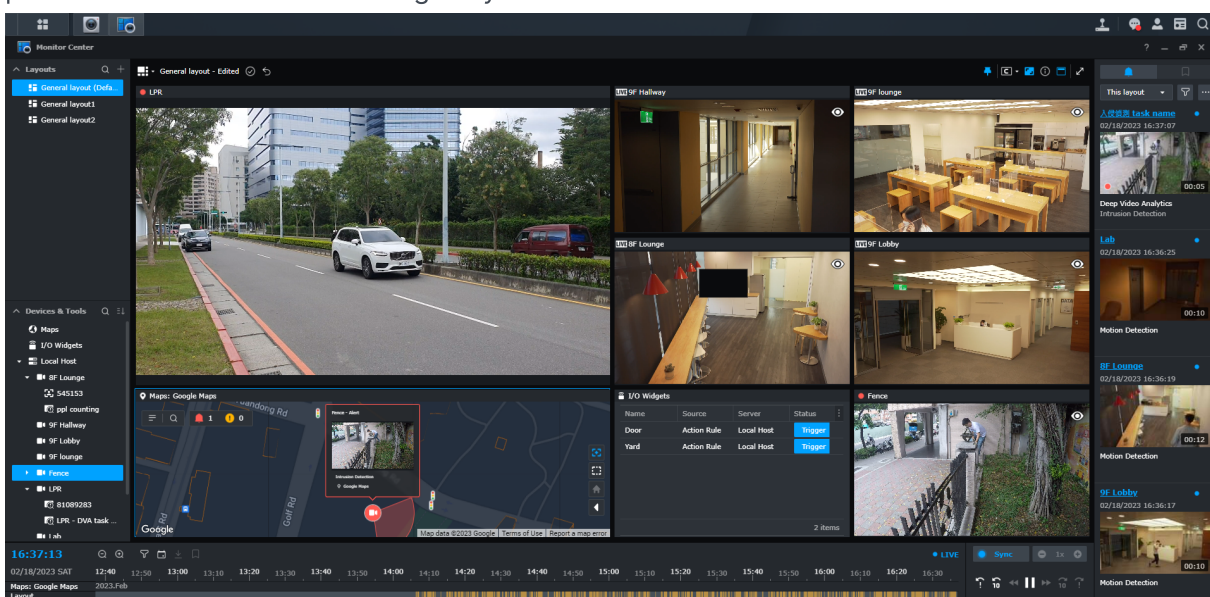 Monitor Center
Layouts
General layout (Defa...
General layout1
General layout2
General layout - Edited
LPR
LIVE 9F Hallway
LIVE 9F lounge
LIVE 8F Lounge
LIVE 9F Lobby
This layout
入侵偵測 task name
02/18/2023 16:37:07
00:05
Deep Video Analytics
Intrusion Detection
Lab
02/18/2023 16:36:25
00:10
Motion Detection
8F Lounge
02/18/2023 16:36:19
00:12
Motion Detection
9F Lobby
02/18/2023 16:36:17
00:10
Motion Detection
Devices & Tools
Maps
I/O Widgets
Local Host
8F Lounge
545153
ppl counting
9F Hallway
9F Lobby
9F lounge
Fence
LPR
81089283
LPR - DVA task ...
Lab
Maps: Google Maps
1
0
Fence - Alert
Intrusion Detection
Google Maps
Golf Rd
Google
Map data ©2023 Google
Terms of Use
Report a map error
I/O Widgets
Name Source Server Status
Door Action Rule Local Host Trigger
Yard Action Rule Local Host Trigger
2 items
Fence
16:37:13
LIVE
Sync
1x
02/18/2023 SAT
12:40 12:50 13:00 13:10 13:20 13:30 13:40 13:50 14:00 14:10 14:20 14:30 14:40 14:50 15:00 15:10 15:20 15:30 15:40 15:50 16:00 16:10 16:20 16:30
10
10
Maps: Google Maps
2023.Feb
Layout